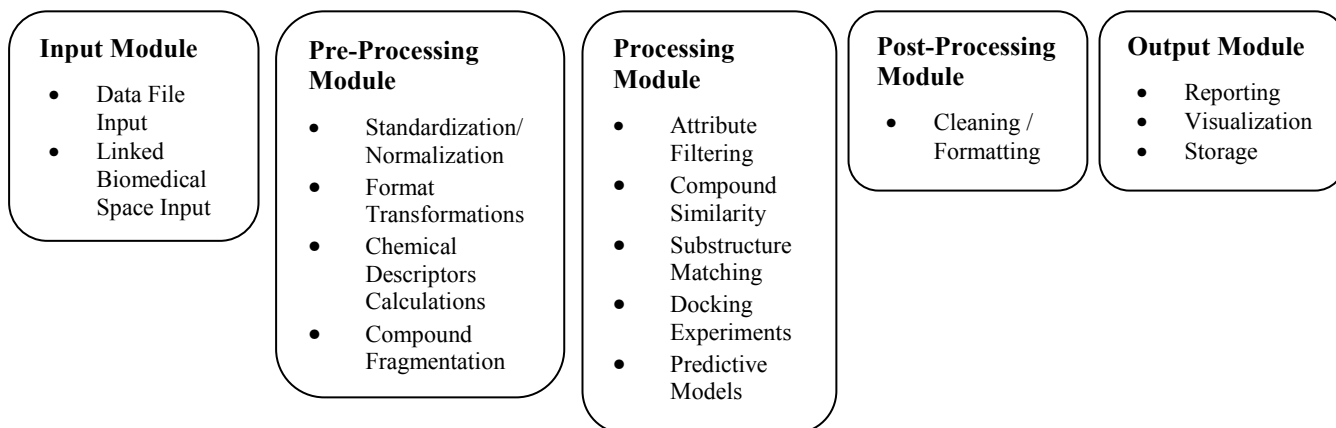 Input Module
• Data File
Input
• Linked
Biomedical
Space Input
Pre-Processing
Module
• Standardization/
Normalization
• Format
Transformations
• Chemical
Descriptors
Calculations
• Compound
Fragmentation
Processing
Module
• Attribute
Filtering
• Compound
Similarity
• Substructure
Matching
• Docking
Experiments
• Predictive
Models
Post-Processing
Module
• Cleaning /
Formatting
Output Module
• Reporting
• Visualization
• Storage